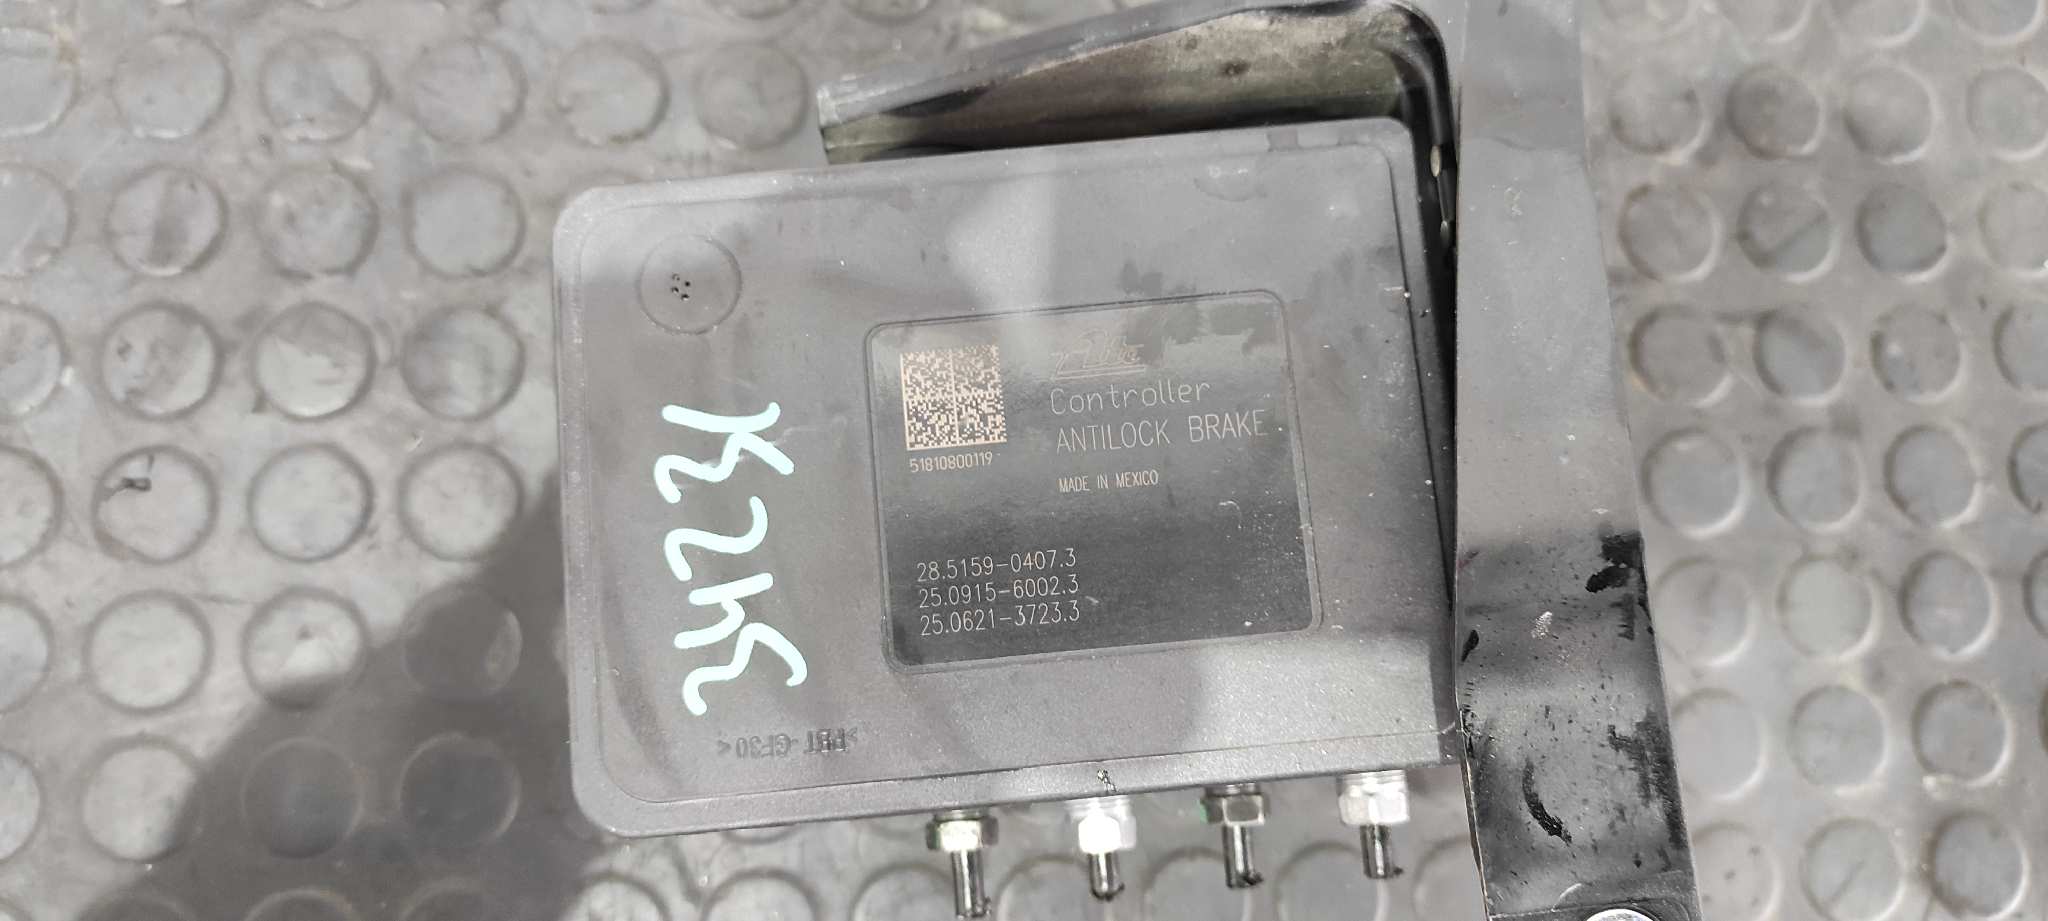 Ate
Controller
ANTILOCK BRAKE
51810800119
MADE IN MEXICO
28.5159-0407.3
25.0915-6002.3
25.0621-3723.3
>PBT-GF30<